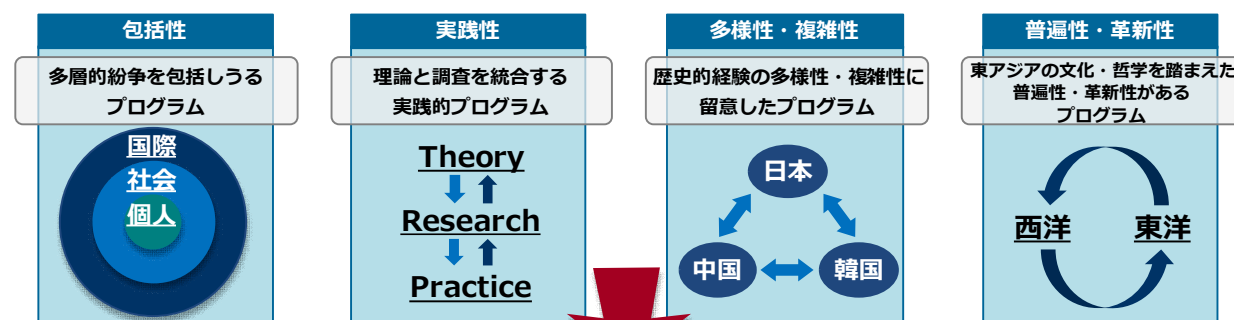 包括性
多層的紛争を包括しうる
プログラム
国際
社会
個人
実践性
理論と調査を統合する
実践的プログラム
Theory
Research
Practice
多様性・複雑性
歴史的経験の多様性・複雑性に
留意したプログラム
日本
中国
韓国
普遍性・革新性
東アジアの文化・哲学を踏まえた
普遍性・革新性がある
プログラム
西洋
東洋